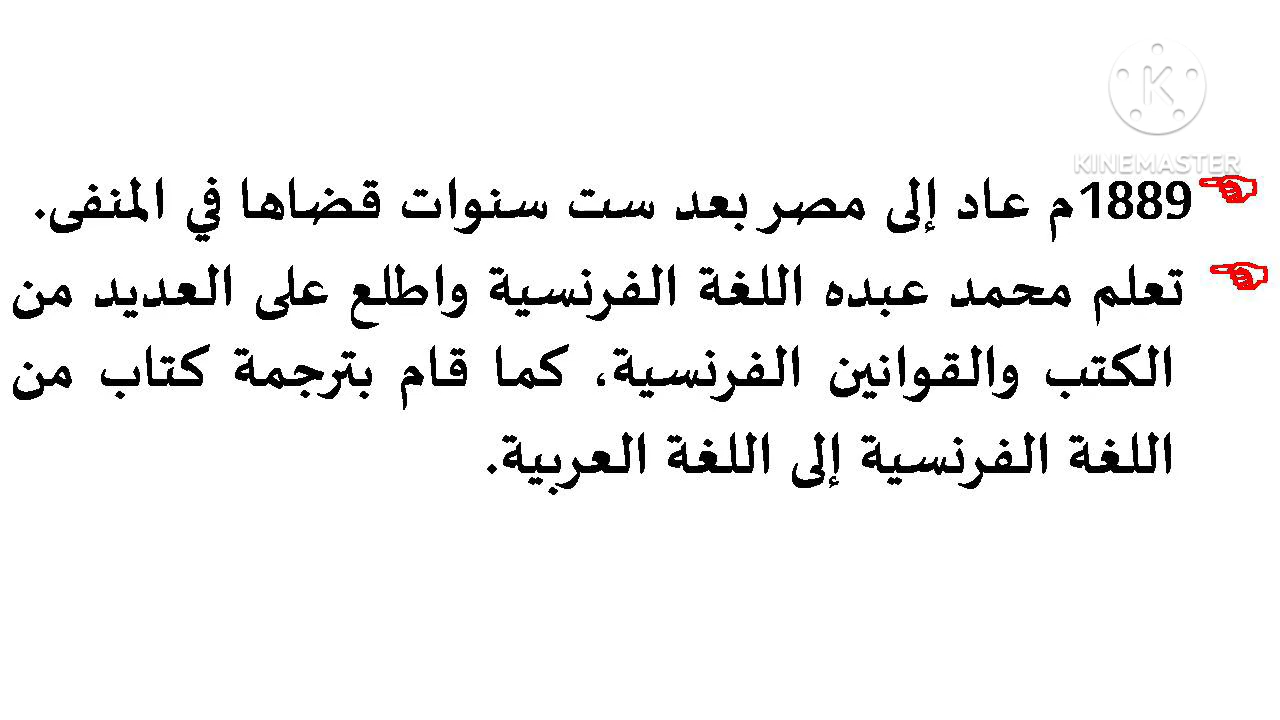 KINEMASTER
1889م عاد إلى مصر بعد ست سنوات قضاها في المنفى.
تعلم محمد عبده اللغة الفرنسية واطلع على العديد من
الكتب والقوانين الفرنسية، كما قام بترجمة كتاب من
اللغة الفرنسية إلى اللغة العربية.